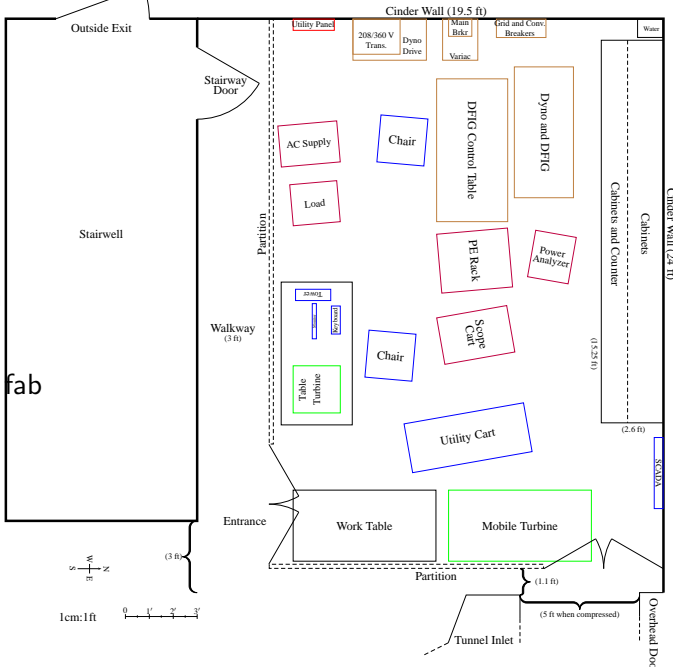 Cinder Wall (19.5 ft)
Outside Exit
Utility Panel
208/360 V
Trans.
Dyno
Drive
Main
Brkr
Variac
Grid and Conv.
Breakers
Water
Stairway
Door
AC Supply
Chair
DFIG Control Table
Dyno and DFIG
Cabinets and Counter
Cabinets
Cinder Wall (24 ft)
Load
Partition
Stairwell
PE Rack
Power
Analyzer
Tower
Keyboard
Walkway
(3 ft)
Scope
Cart
(15.25 ft)
Chair
fab
Table
Turbine
Utility Cart
(2.6 ft)
SCADA
Entrance
Work Table
Mobile Turbine
(3 ft)
N
W
E
S
Partition
(1.1 ft)
1cm:1ft
0 1' 2' 3'
(5 ft when compressed)
Tunnel Inlet
Overhead Doo